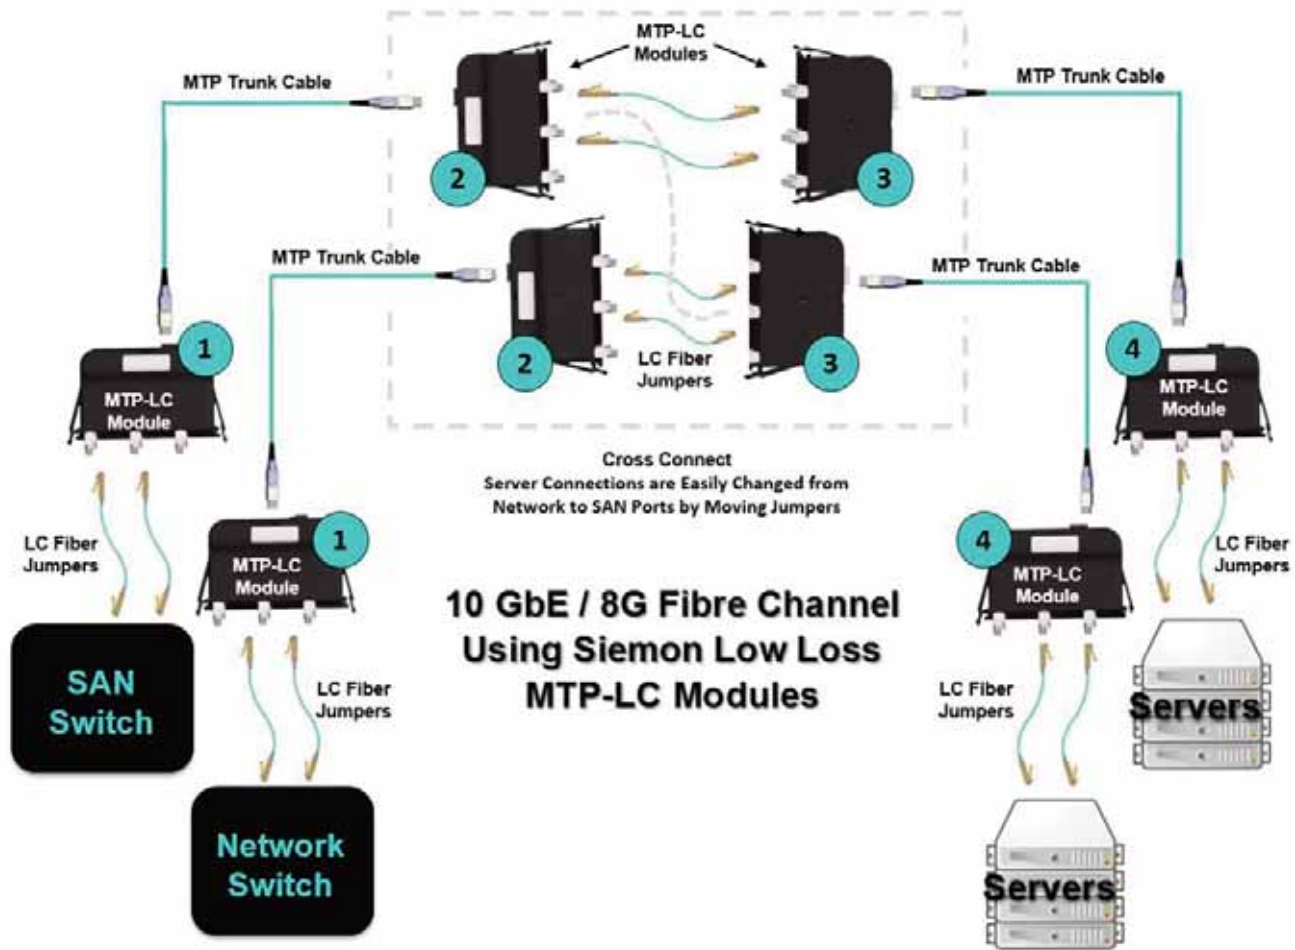 MTP-LC
Modules
MTP Trunk Cable
MTP Trunk Cable
2
3
MTP Trunk Cable
MTP Trunk Cable
1
2
LC Fiber
Jumpers
3
4
MTP-LC
Module
MTP-LC
Module
Cross Connect
Server Connections are Easily Changed from
Network to SAN Ports by Moving Jumpers
LC Fiber
Jumpers
1
MTP-LC
Module
4
MTP-LC
Module
LC Fiber
Jumpers
10 GbE / 8G Fibre Channel
Using Siemon Low Loss
MTP-LC Modules
SAN
Switch
LC Fiber
Jumpers
LC Fiber
Jumpers
Servers
Network
Switch
Servers